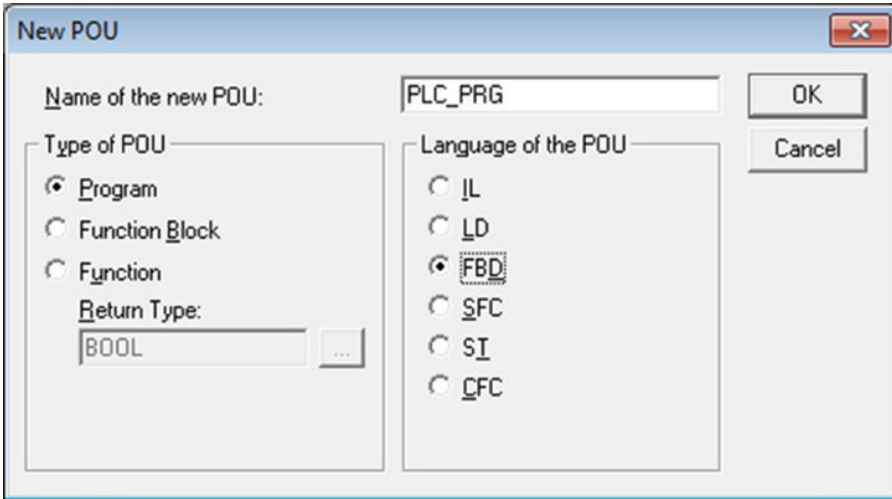 New POU
Name of the new POU:
PLC_PRG
OK
Cancel
Type of POU
Program
Function Block
Function
Return Type:
BOOL
...
Language of the POU
IL
LD
FBD
SFC
ST
CFC